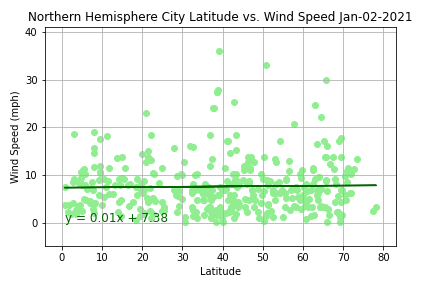 Northern Hemisphere City Latitude vs. Wind Speed Jan-02-2021
Wind Speed (mph)
40
30
20
10
0
y = 0.01x + 7.38
0 10 20 30 40 50 60 70 80
Latitude